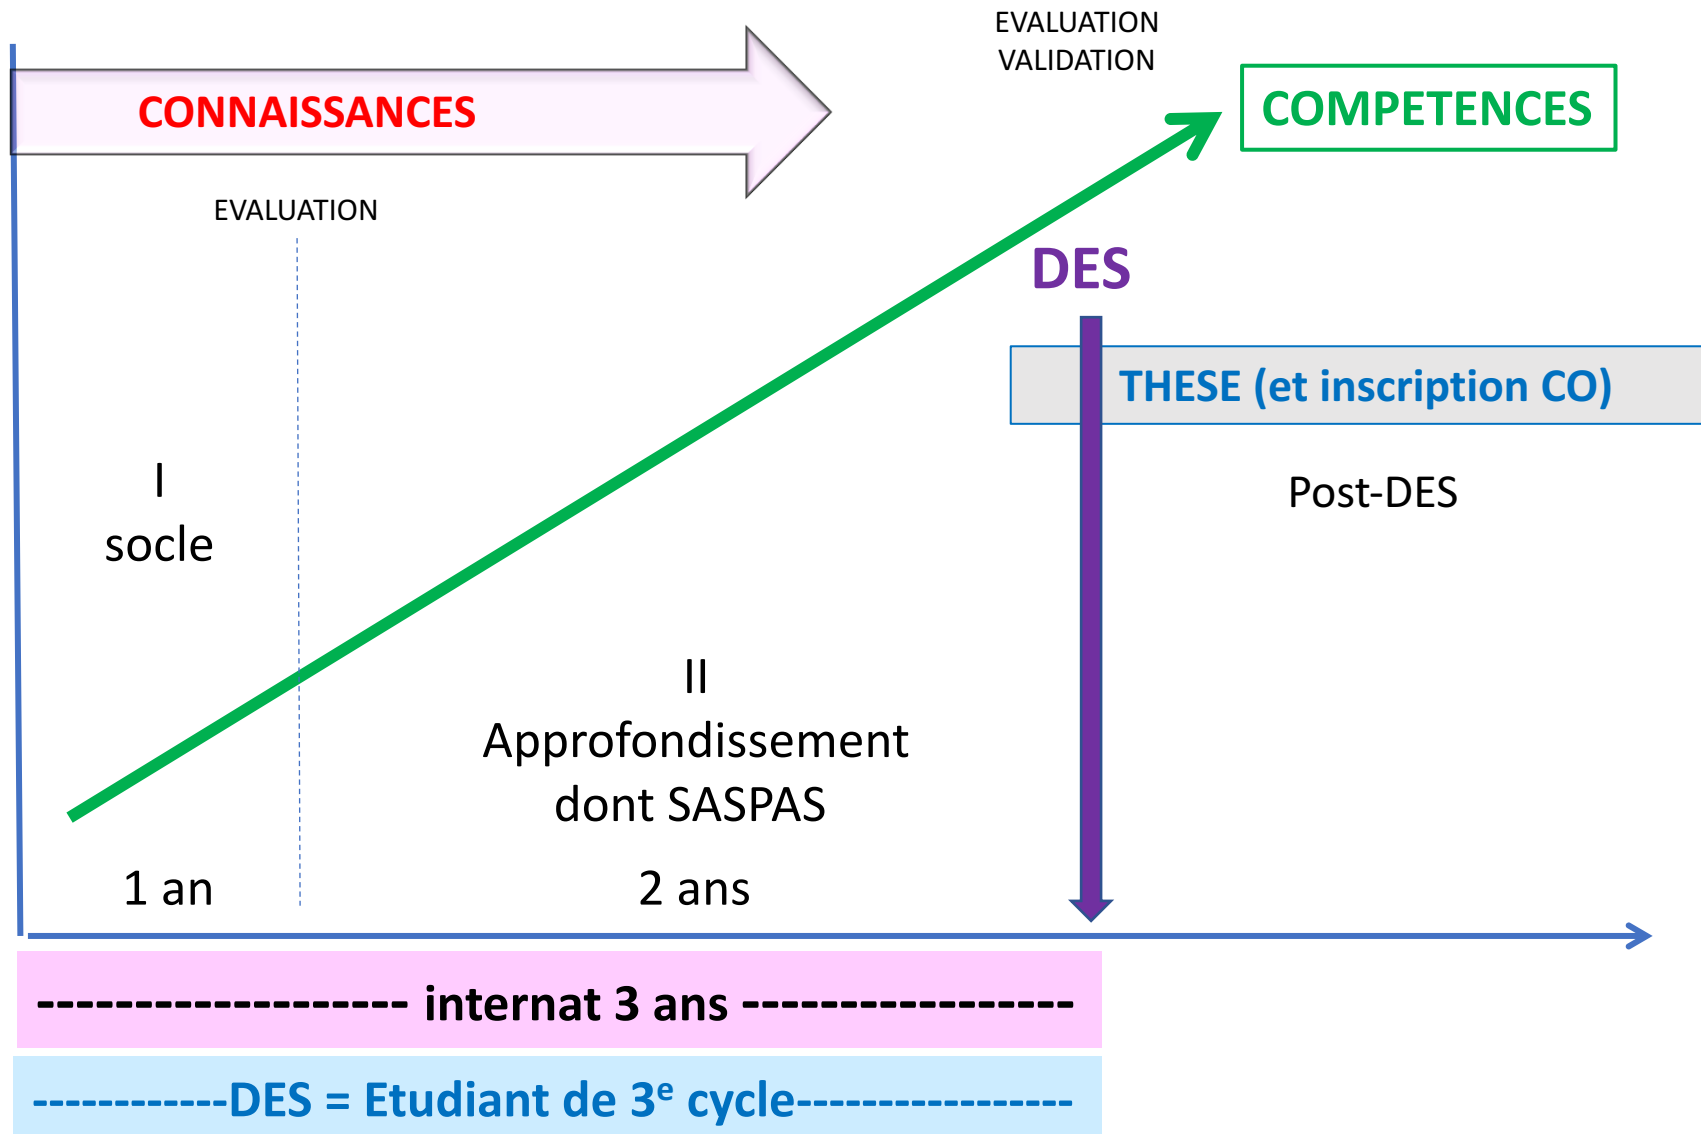 EVALUATION
VALIDATION
CONNAISSANCES
COMPETENCES
EVALUATION
DES
THESE (et inscription CO)
I
socle
Post-DES
II
Approfondissement
dont SASPAS
1 an
2 ans
------------------- internat 3 ans -----------------
------------DES = Etudiant de 3e cycle-----------------